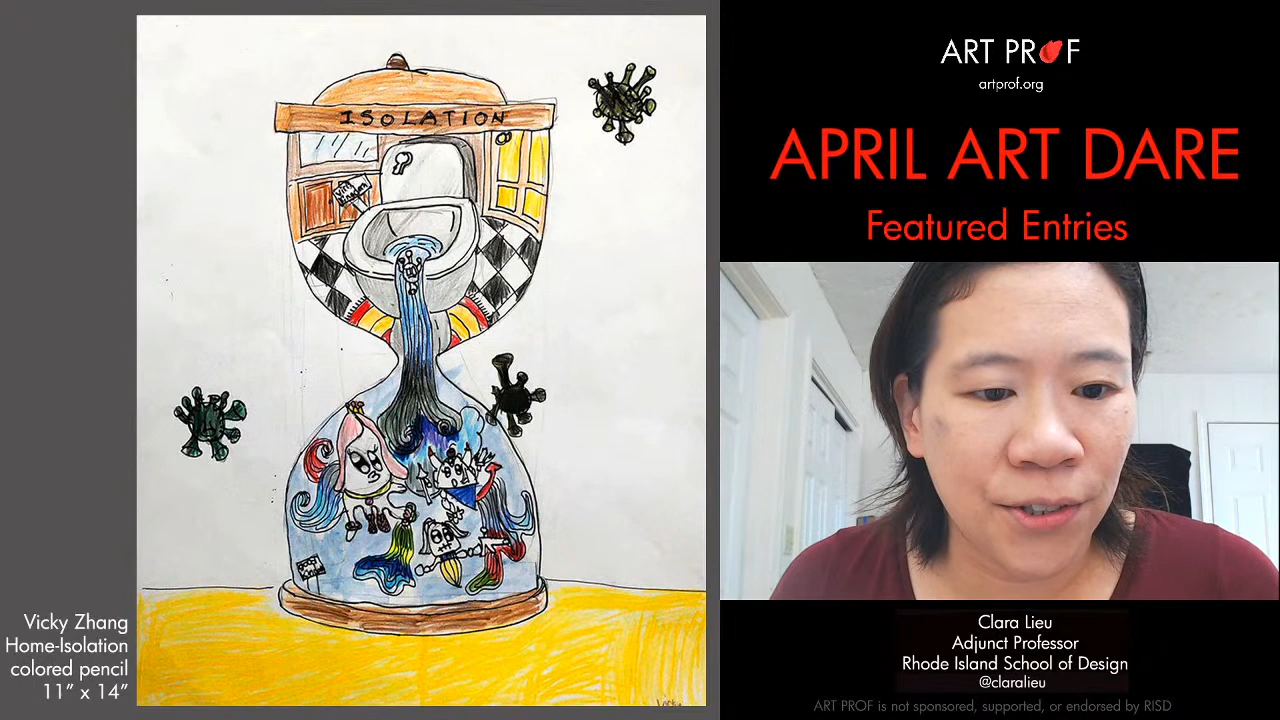 ISOLATION
Vicky Zhang
Home-Isolation
colored pencil
11” x 14”
ART PROF
artprof.org
APRIL ART DARE
Featured Entries
Clara Lieu
Adjunct Professor
Rhode Island School of Design
@claralieu
ART PROF is not sponsored, supported, or endorsed by RISD